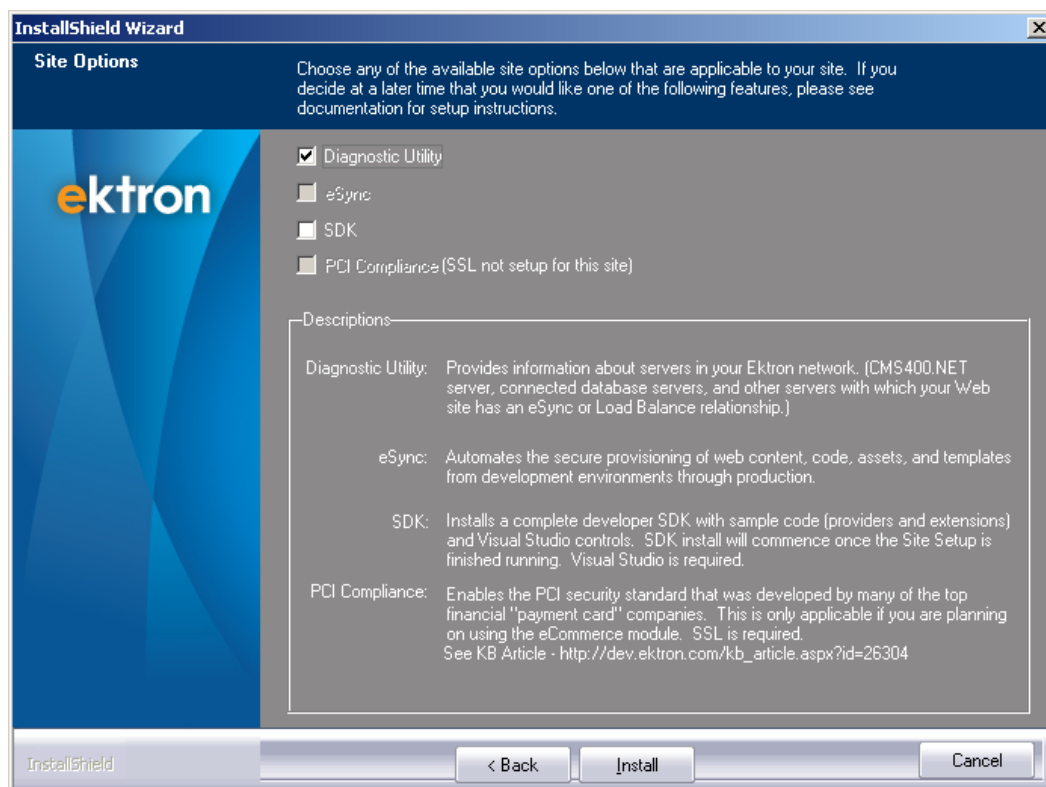 InstallShield Wizard
Site Options
Choose any of the available site options below that are applicable to your site. If you
decide at a later time that you would like one of the following features, please see
documentation for setup instructions.
ektron
Diagnostic Utility
eSync
SDK
PCI Compliance (SSL not setup for this site)
Descriptions
Diagnostic Utility: Provides information about servers in your Ektron network. (CMS400.NET
server, connected database servers, and other servers with which your Web
site has an eSync or Load Balance relationship.)
eSync: Automates the secure provisioning of web content, code, assets, and templates
from development environments through production.
SDK: Installs a complete developer SDK with sample code (providers and extensions)
and Visual Studio controls. SDK install will commence once the Site Setup is
finished running. Visual Studio is required.
PCI Compliance: Enables the PCI security standard that was developed by many of the top
financial "payment card" companies. This is only applicable if you are planning
on using the eCommerce module. SSL is required.
See KB Article - http://dev.ektron.com/kb_article.aspx?id=26304
InstallShield
< Back
Install
Cancel